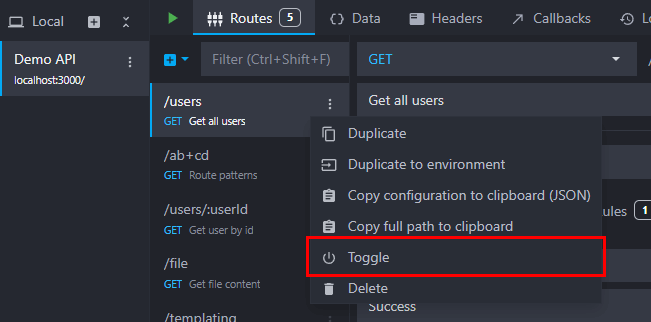 Local
Routes 5
Data
Headers
Callbacks
Demo API
localhost:3000/
Filter (Ctrl+Shift+F)
GET
/users
GET Get all users
Get all users
/ab+cd
GET Route patterns
/users/:userId
GET Get user by id
/file
GET Get file content
/templating
Duplicate
Duplicate to environment
Copy configuration to clipboard (JSON)
Copy full path to clipboard
Toggle
Delete
ules 1
Success